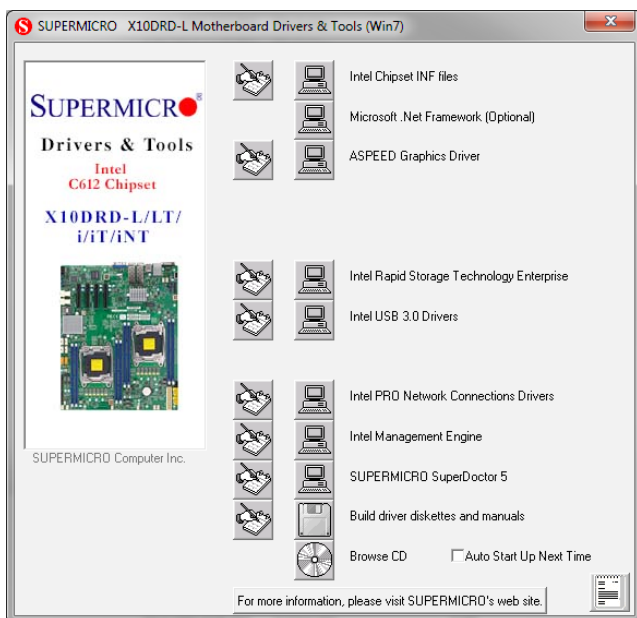 SUPERMICRO X10DRD-L Motherboard Drivers & Tools (Win7)
SUPERMICRO®
Drivers & Tools
Intel
C612 Chipset
X10DRD-L/LT/
i/iT/iNT
SUPERMICRO Computer Inc.
Intel Chipset INF files
Microsoft .Net Framework (Optional)
ASPEED Graphics Driver
Intel Rapid Storage Technology Enterprise
Intel USB 3.0 Drivers
Intel PRO Network Connections Drivers
Intel Management Engine
SUPERMICRO SuperDoctor 5
Build driver diskettes and manuals
Browse CD
Auto Start Up Next Time
For more information, please visit SUPERMICRO's web site.